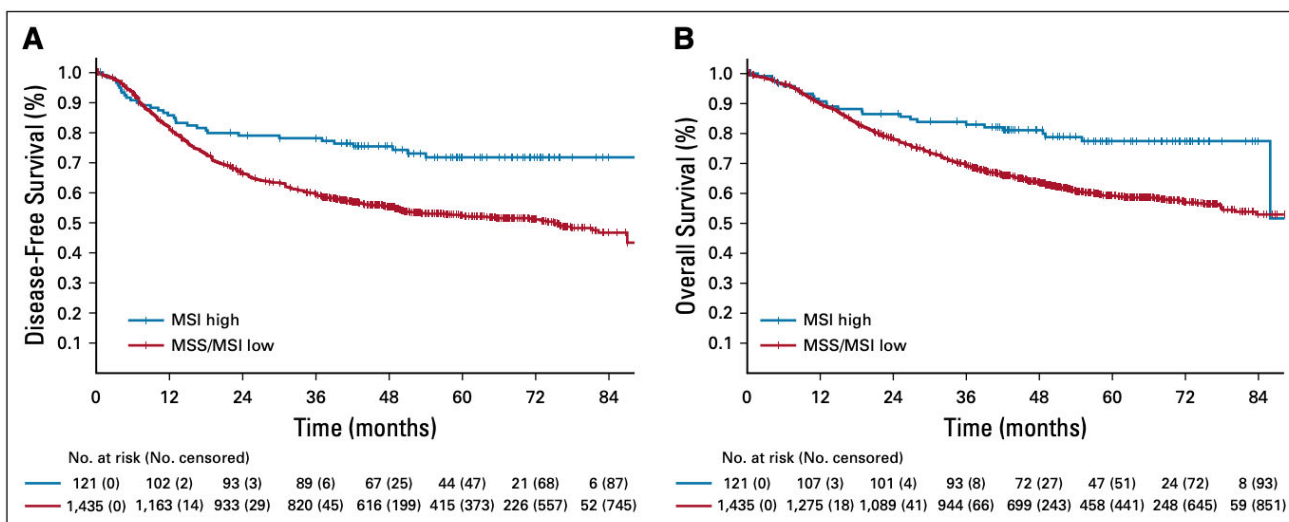 A
Disease-Free Survival (%)
1.0
0.9
0.8
0.7
0.6
0.5
0.4
0.3
0.2
0.1
MSI high
MSS/MSI low
0 12 24 36 48 60 72 84
Time (months)
No. at risk (No. censored)
121 (0) 102 (2) 93 (3) 89 (6) 67 (25) 44 (47) 21 (68) 6 (87)
1,435 (0) 1,163 (14) 933 (29) 820 (45) 616 (199) 415 (373) 226 (557) 52 (745)
B
Overall Survival (%)
1.0
0.9
0.8
0.7
0.6
0.5
0.4
0.3
0.2
0.1
MSI high
MSS/MSI low
0 12 24 36 48 60 72 84
Time (months)
No. at risk (No. censored)
121 (0) 107 (3) 101 (4) 93 (8) 72 (27) 47 (51) 24 (72) 8 (93)
1,435 (0) 1,275 (18) 1,089 (41) 944 (66) 699 (243) 458 (441) 248 (645) 59 (851)